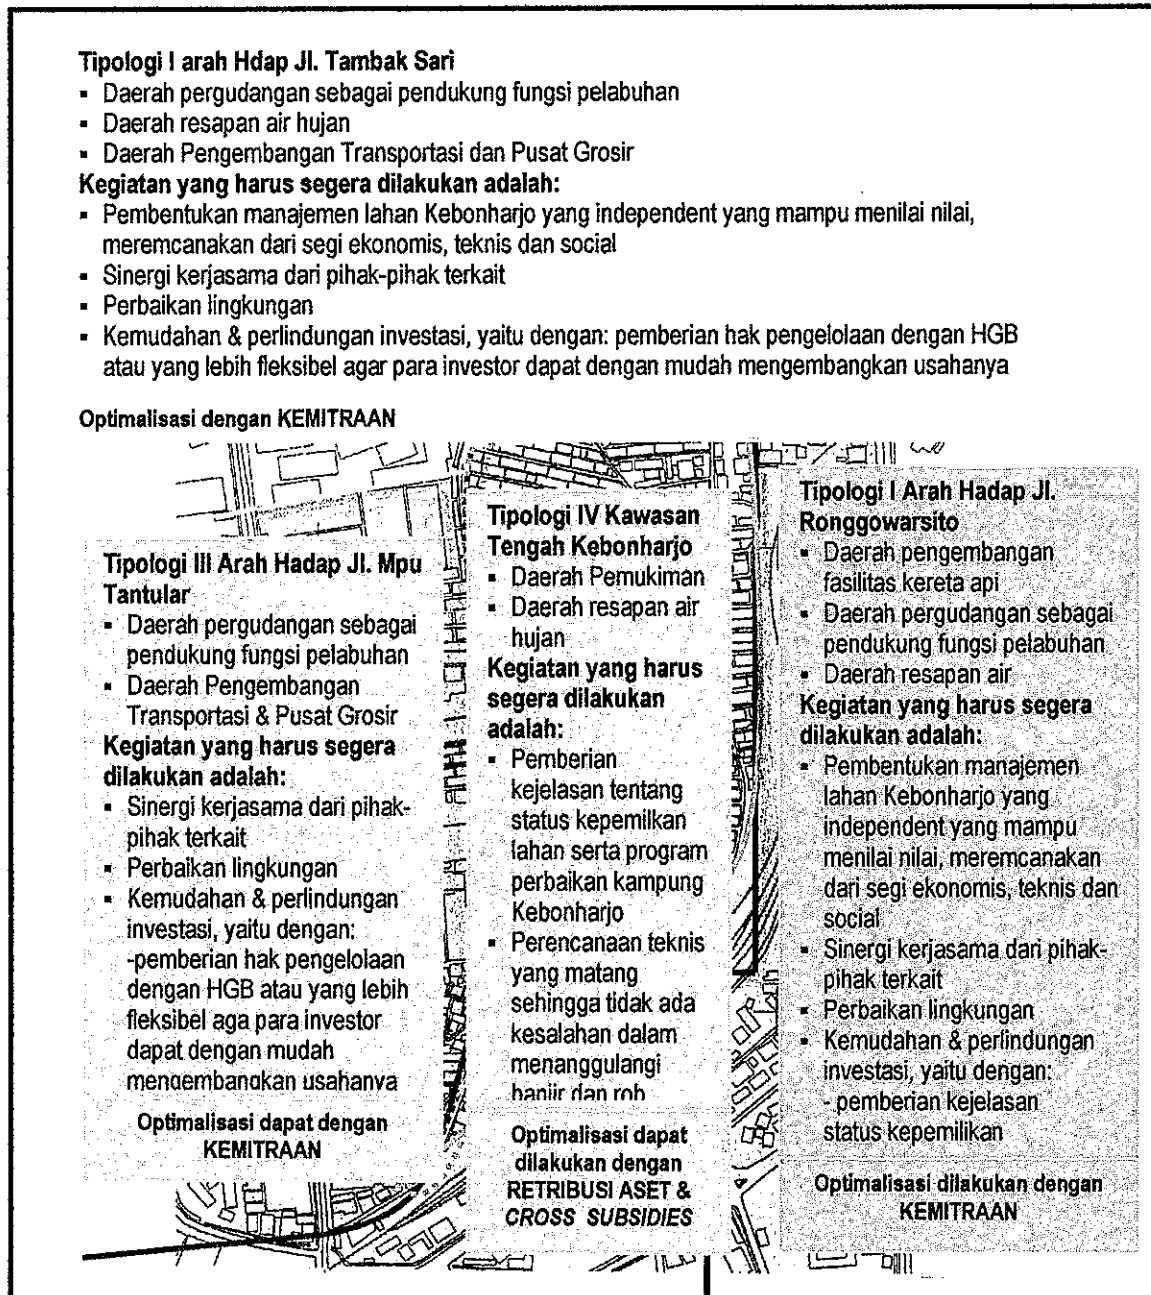 Tipologi I arah Hdap Jl. Tambak Sari
▪ Daerah pergudangan sebagai pendukung fungsi pelabuhan
▪ Daerah resapan air hujan
▪ Daerah Pengembangan Transportasi dan Pusat Grosir
Kegiatan yang harus segera dilakukan adalah:
▪ Pembentukan manajemen lahan Kebonharjo yang independent yang mampu menilai nilai,
meremcanakan dari segi ekonomis, teknis dan social
▪ Sinergi kerjasama dari pihak-pihak terkait
▪ Perbaikan lingkungan
▪ Kemudahan & perlindungan investasi, yaitu dengan: pemberian hak pengelolaan dengan HGB
atau yang lebih fleksibel agar para investor dapat dengan mudah mengembangkan usahanya
Optimalisasi dengan KEMITRAAN
Tipologi III Arah Hadap Jl. Mpu
Tantular
▪ Daerah pergudangan sebagai
pendukung fungsi pelabuhan
▪ Daerah Pengembangan
Transportasi & Pusat Grosir
Kegiatan yang harus segera
dilakukan adalah:
▪ Sinergi kerjasama dari pihak-
pihak terkait
▪ Perbaikan lingkungan
▪ Kemudahan & perlindungan
investasi, yaitu dengan:
-pemberian hak pengelolaan
dengan HGB atau yang lebih
fleksibel aga para investor
dapat dengan mudah
mengembangkan usahanya
Optimalisasi dapat dengan
KEMITRAAN
Tipologi IV Kawasan
Tengah Kebonharjo
▪ Daerah Pemukiman
▪ Daerah resapan air
hujan
Kegiatan yang harus
segera dilakukan
adalah:
▪ Pemberian
kejelasan tentang
status kepemilkan
lahan serta program
perbaikan kampung
Kebonharjo
▪ Perencanaan teknis
yang matang
sehingga tidak ada
kesalahan dalam
menanggulangi
banjir dan rob
Optimalisasi dapat
dilakukan dengan
RETRIBUSI ASET &
CROSS SUBSIDIES
Tipologi I Arah Hadap Jl.
Ronggowarsito
▪ Daerah pengembangan
fasilitas kereta api
▪ Daerah pergudangan sebagai
pendukung fungsi pelabuhan
▪ Daerah resapan air
Kegiatan yang harus segera
dilakukan adalah:
▪ Pembentukan manajemen
lahan Kebonharjo yang
independent yang mampu
menilai nilai, meremcanakan
dari segi ekonomis, teknis dan
social
▪ Sinergi kerjasama dari pihak-
pihak terkait
▪ Perbaikan lingkungan
▪ Kemudahan & perlindungan
investasi, yaitu dengan:
- pemberian kejelasan
status kepemilikan
Optimalisasi dilakukan dengan
KEMITRAAN